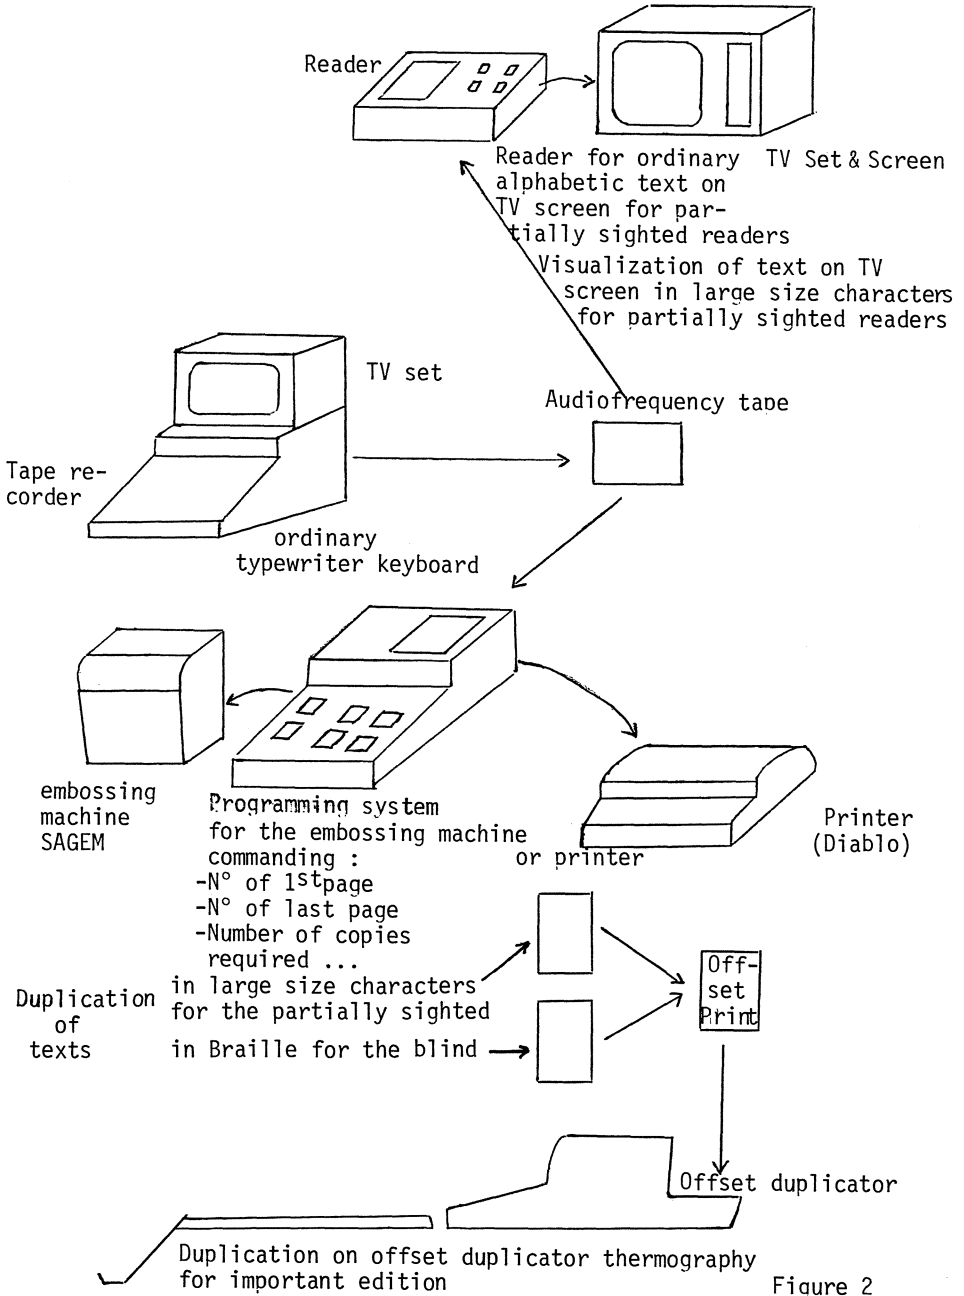 Reader
Reader for ordinary
alphabetic text on
TV screen for par-
tially sighted readers
TV Set & Screen
Visualization of text on TV
screen in large size characters
for partially sighted readers
TV set
Audiofrequency tape
Tape re-
corder
ordinary
typewriter keyboard
embossing
machine
SAGEM
Programming system
for the embossing machine
or printer
commanding :
-N° of 1st page
-N° of last page
-Number of copies
required ...
Printer
(Diablo)
Duplication
of
texts
in large size characters
for the partially sighted
in Braille for the blind
Off-
set
Print
Offset duplicator
Duplication on offset duplicator thermography
for important edition
Figure 2